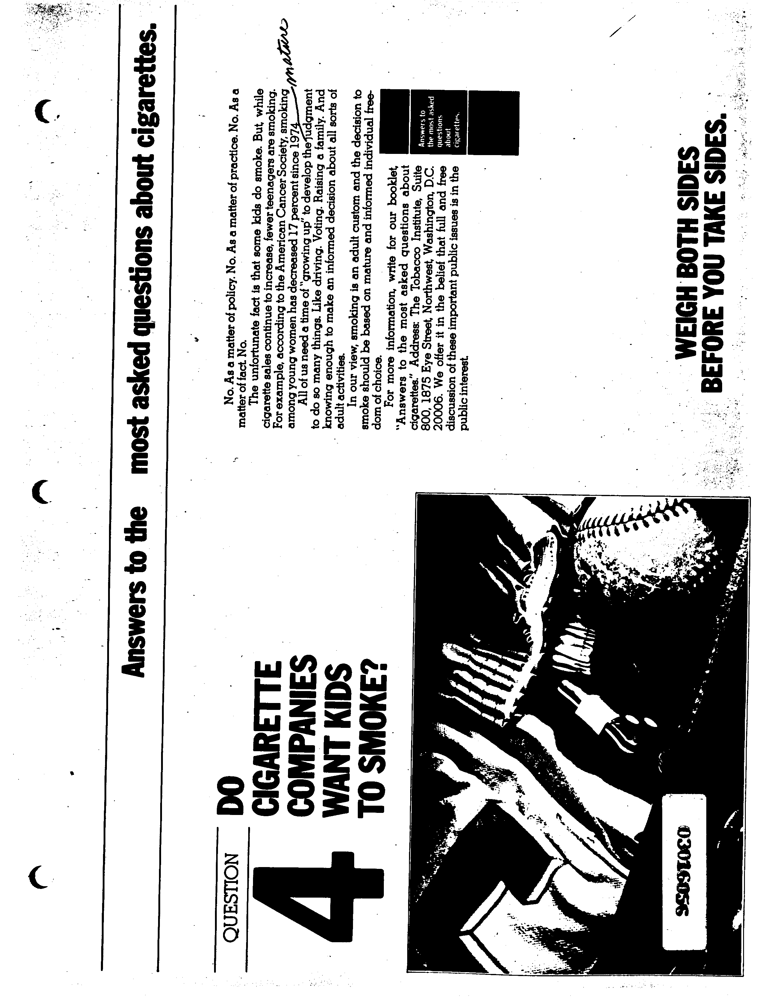 Answers to the most asked questions about cigarettes.
QUESTION
4
DO
CIGARETTE
COMPANIES
WANT KIDS
TO SMOKE?
No. As a matter of policy. No. As a matter of practice. No. As a
matter of fact. No.
The unfortunate fact is that some kids do smoke. But, while
cigarette sales continue to increase, fewer teenagers are smoking.
For example, according to the American Cancer Society, smoking
among young women has decreased 17 percent since 1974.
mature
All of us need a time of "growing up" to develop the judgment
to do so many things. Like driving. Voting. Raising a family. And
knowing enough to make an informed decision about all sorts of
adult activities.
In our view, smoking is an adult custom and the decision to
smoke should be based on mature and informed individual free-
dom of choice.
For more information, write for our booklet,
"Answers to the most asked questions about
cigarettes." Address: The Tobacco Institute, Suite
800, 1875 Eye Street, Northwest, Washington, D.C.
20006. We offer it in the belief that full and free
discussion of these important public issues is in the
public interest.
Answers to
the most asked
questions
about
cigarettes.
WEIGH BOTH SIDES
BEFORE YOU TAKE SIDES.
03016056